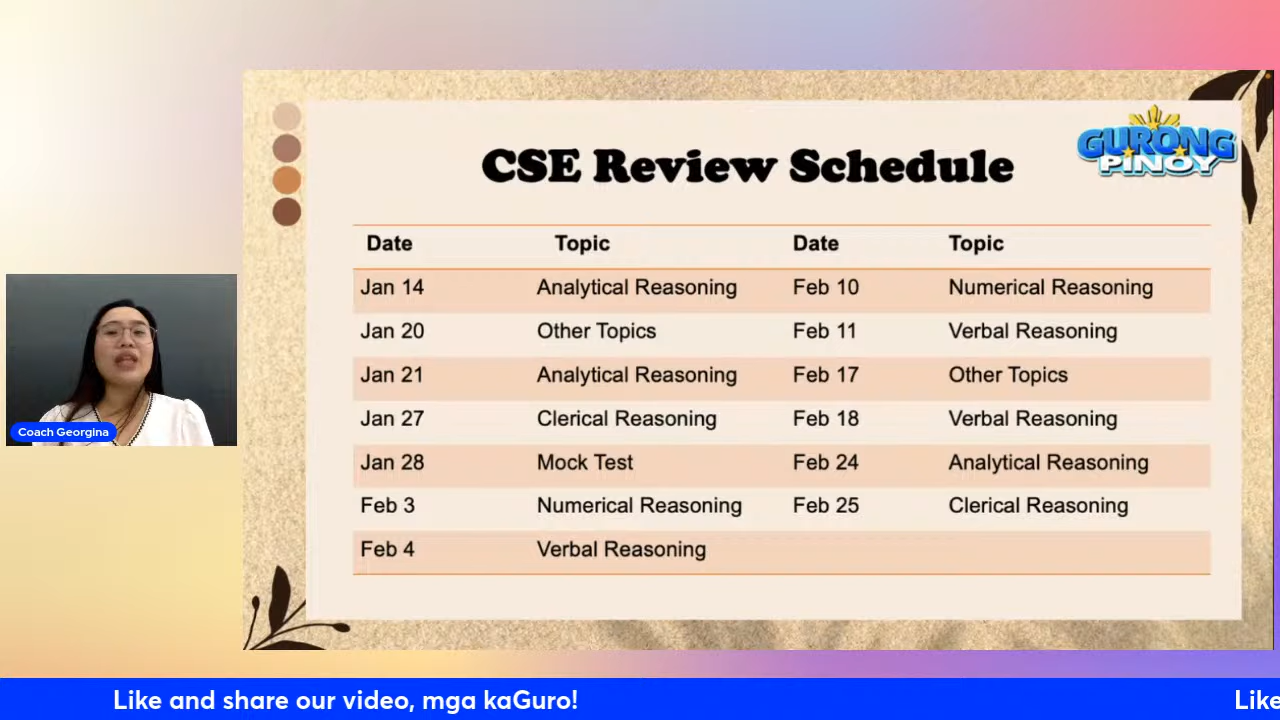 GURONG
PINOY
CSE Review Schedule
Date Topic Date Topic
Jan 14 Analytical Reasoning Feb 10 Numerical Reasoning
Jan 20 Other Topics Feb 11 Verbal Reasoning
Jan 21 Analytical Reasoning Feb 17 Other Topics
Jan 27 Clerical Reasoning Feb 18 Verbal Reasoning
Jan 28 Mock Test Feb 24 Analytical Reasoning
Feb 3 Numerical Reasoning Feb 25 Clerical Reasoning
Feb 4 Verbal Reasoning
Coach Georgina
Like and share our video, mga kaGuro! Like